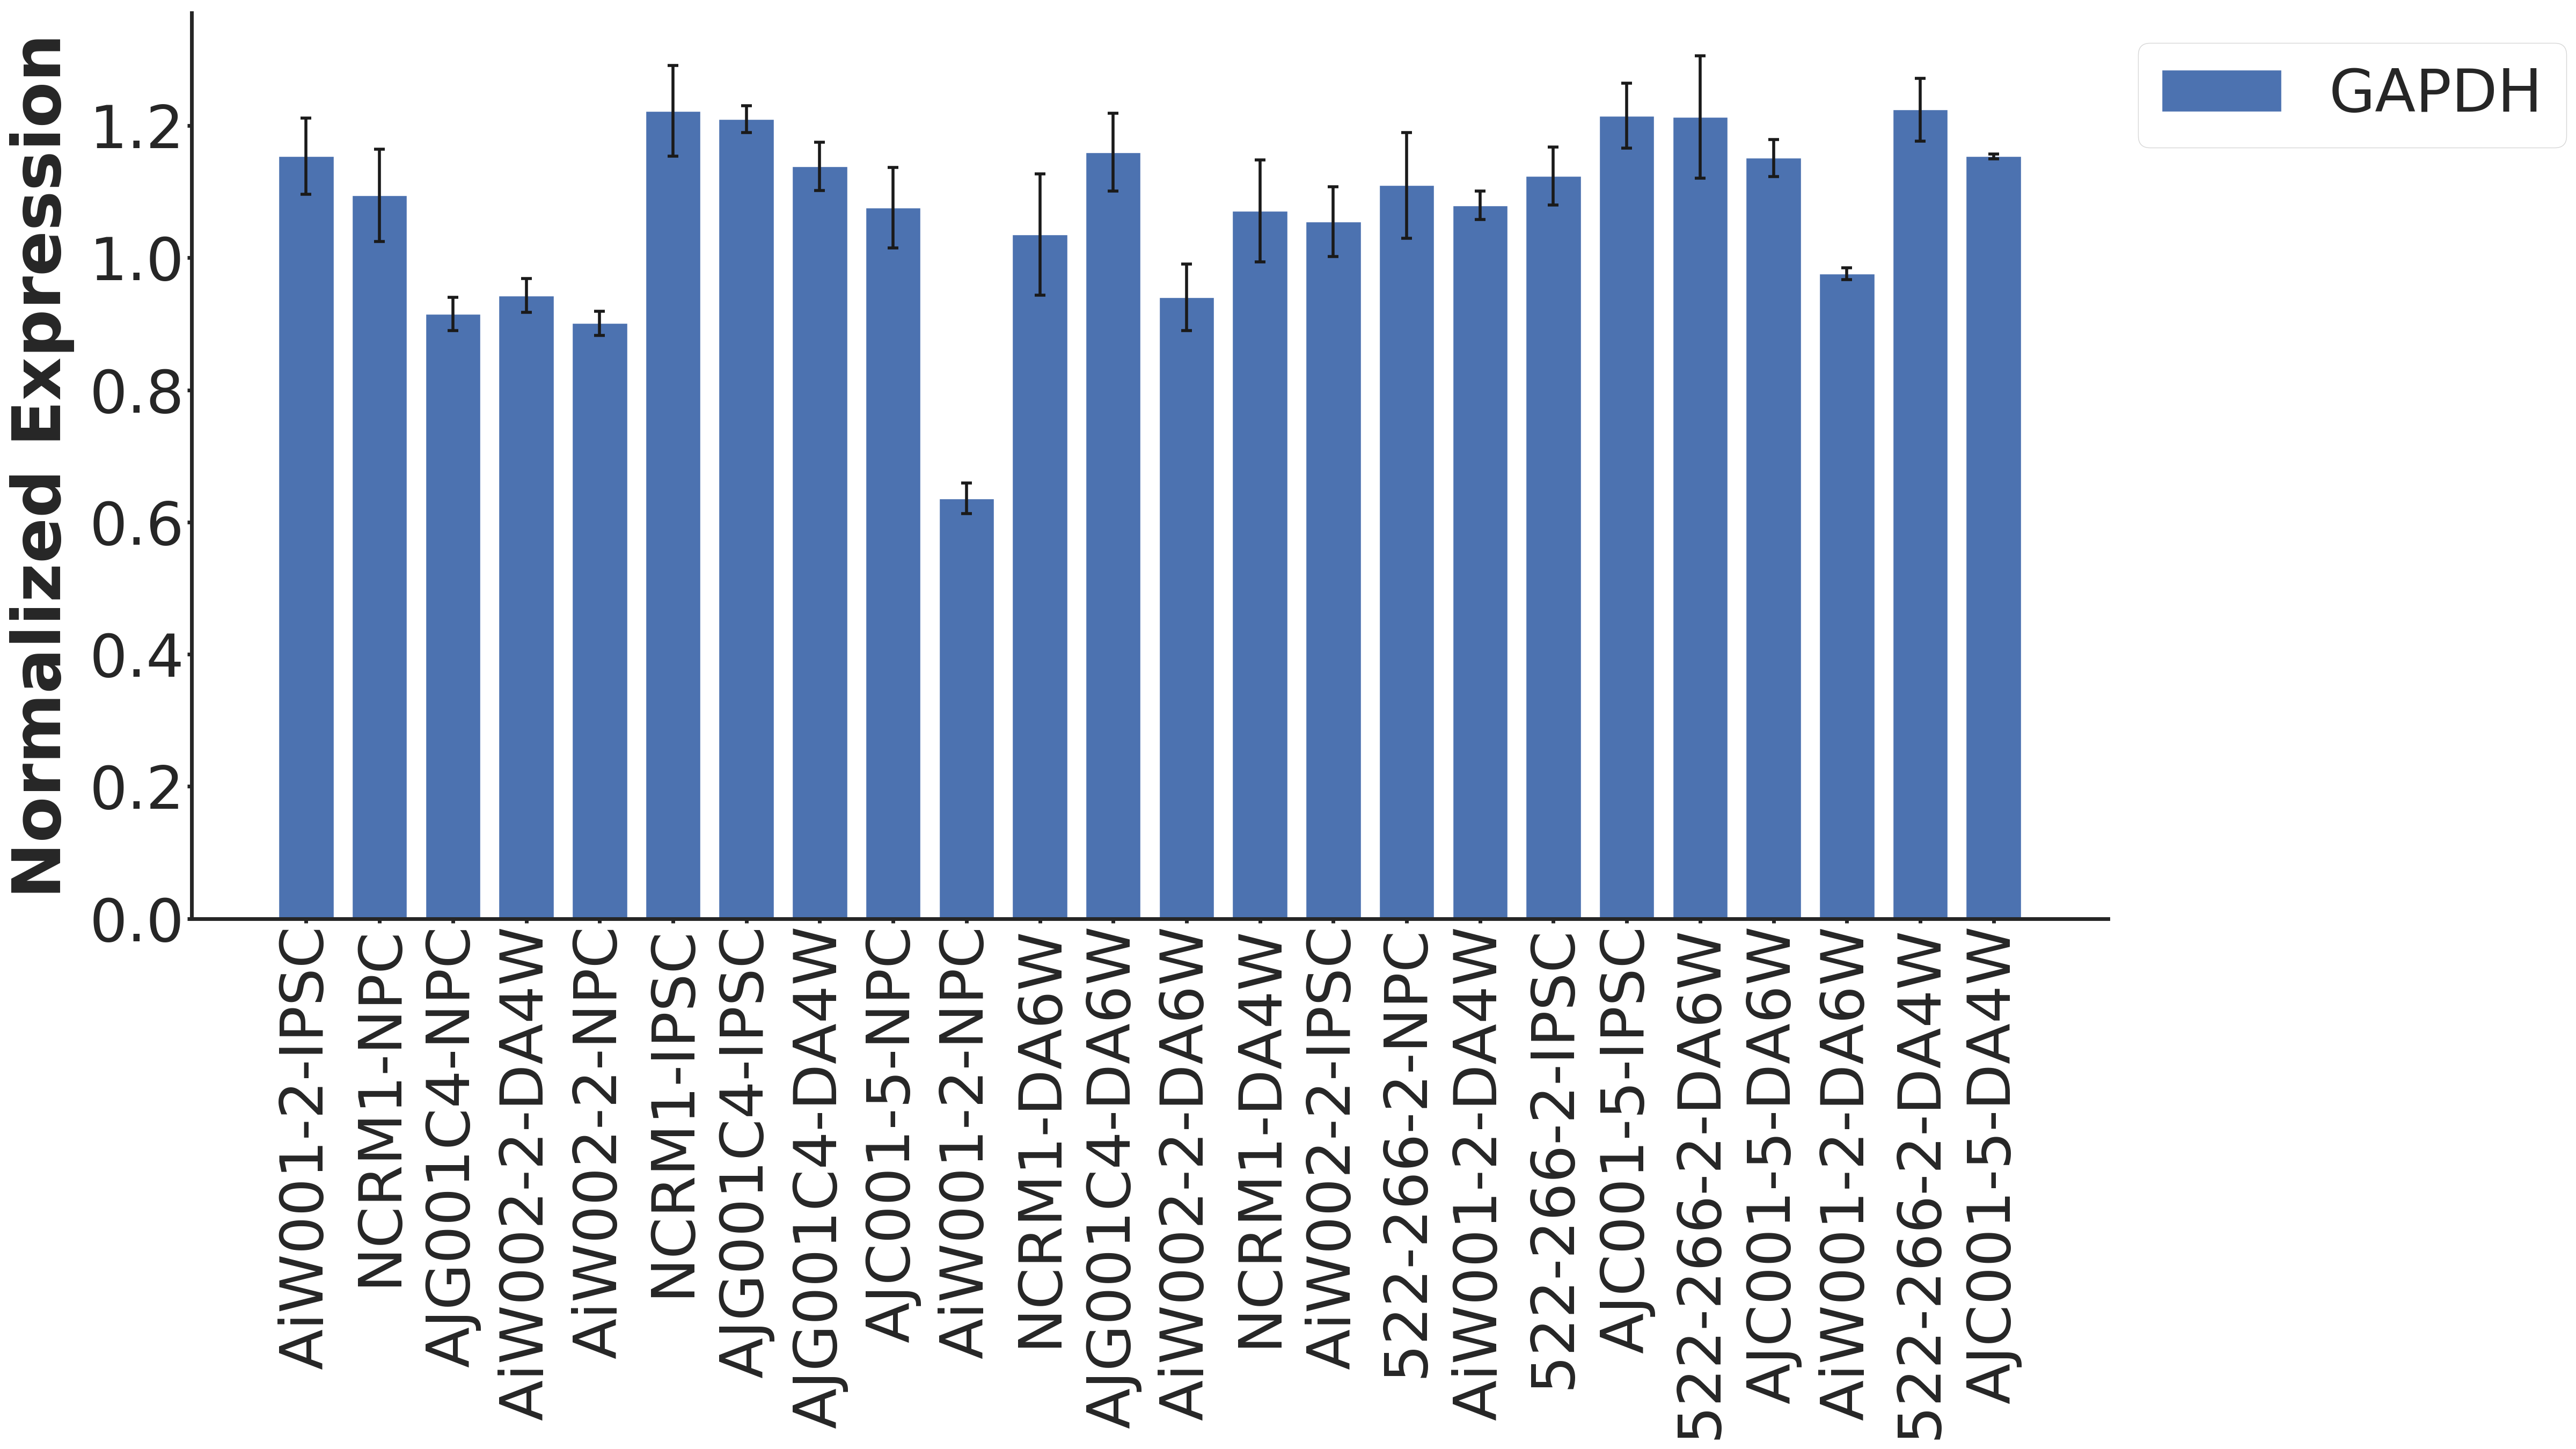 Normalized Expression
1.2
1.0
0.8
0.6
0.4
0.2
0.0
GAPDH
AiW001-2-IPSC
NCRM1-NPC
AJG001C4-NPC
AiW002-2-DA4W
AiW002-2-NPC
NCRM1-IPSC
AJG001C4-IPSC
AJG001C4-DA4W
AJC001-5-NPC
AiW001-2-NPC
NCRM1-DA6W
AJG001C4-DA6W
AiW002-2-DA6W
NCRM1-DA4W
AiW002-2-IPSC
522-266-2-NPC
AiW001-2-DA4W
522-266-2-IPSC
AJC001-5-IPSC
522-266-2-DA6W
AJC001-5-DA6W
AiW001-2-DA6W
522-266-2-DA4W
AJC001-5-DA4W